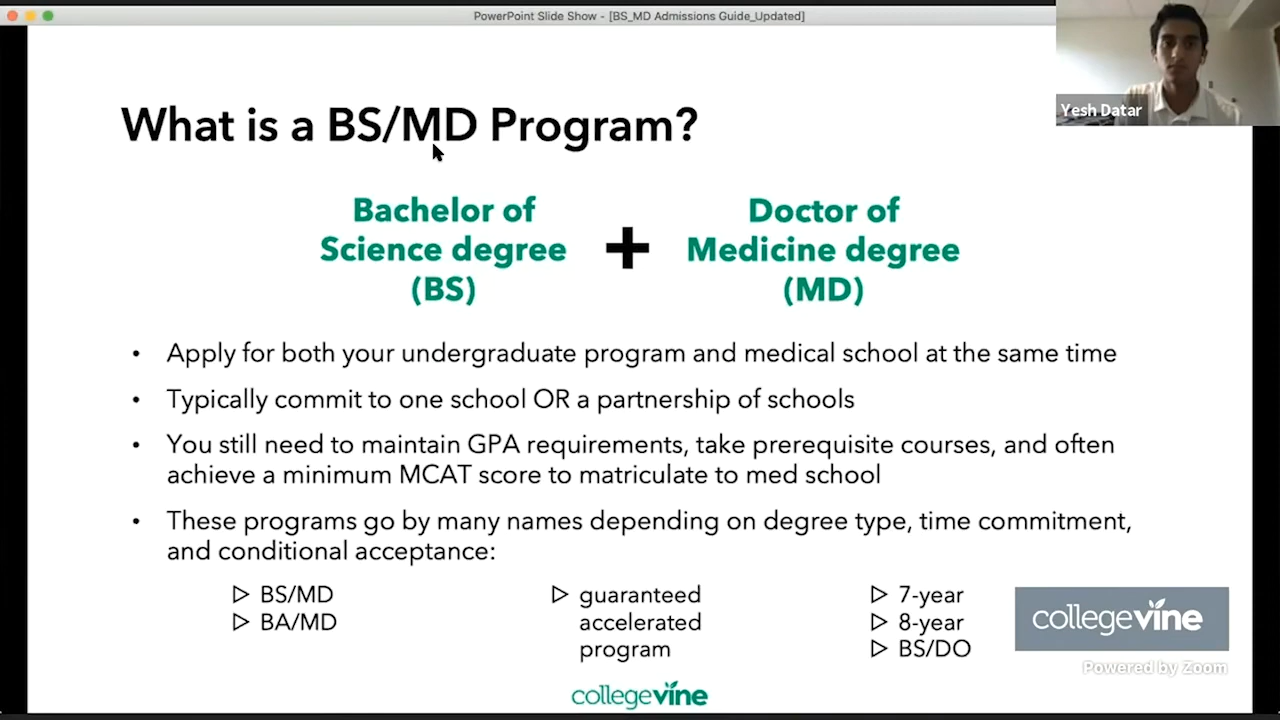 PowerPoint Slide Show - [BS_MD Admissions Guide_Updated]
Yesh Datar
What is a BS/MD Program?
Bachelor of
Science degree
(BS)
+
Doctor of
Medicine degree
(MD)
• Apply for both your undergraduate program and medical school at the same time
• Typically commit to one school OR a partnership of schools
• You still need to maintain GPA requirements, take prerequisite courses, and often
achieve a minimum MCAT score to matriculate to med school
• These programs go by many names depending on degree type, time commitment,
and conditional acceptance:
▷ BS/MD
▷ BA/MD
▷ guaranteed
accelerated
program
▷ 7-year
▷ 8-year
▷ BS/DO
collegevine
Powered by Zoom
collegevine